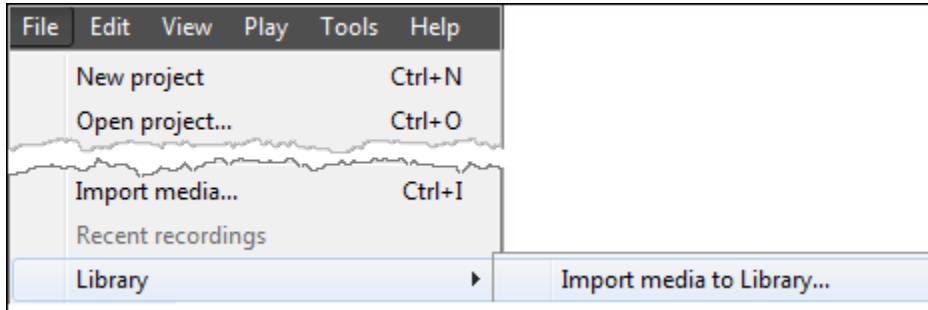 File Edit View Play Tools Help
New project Ctrl+N
Open project... Ctrl+O
Import media... Ctrl+I
Recent recordings
Library Import media to Library...